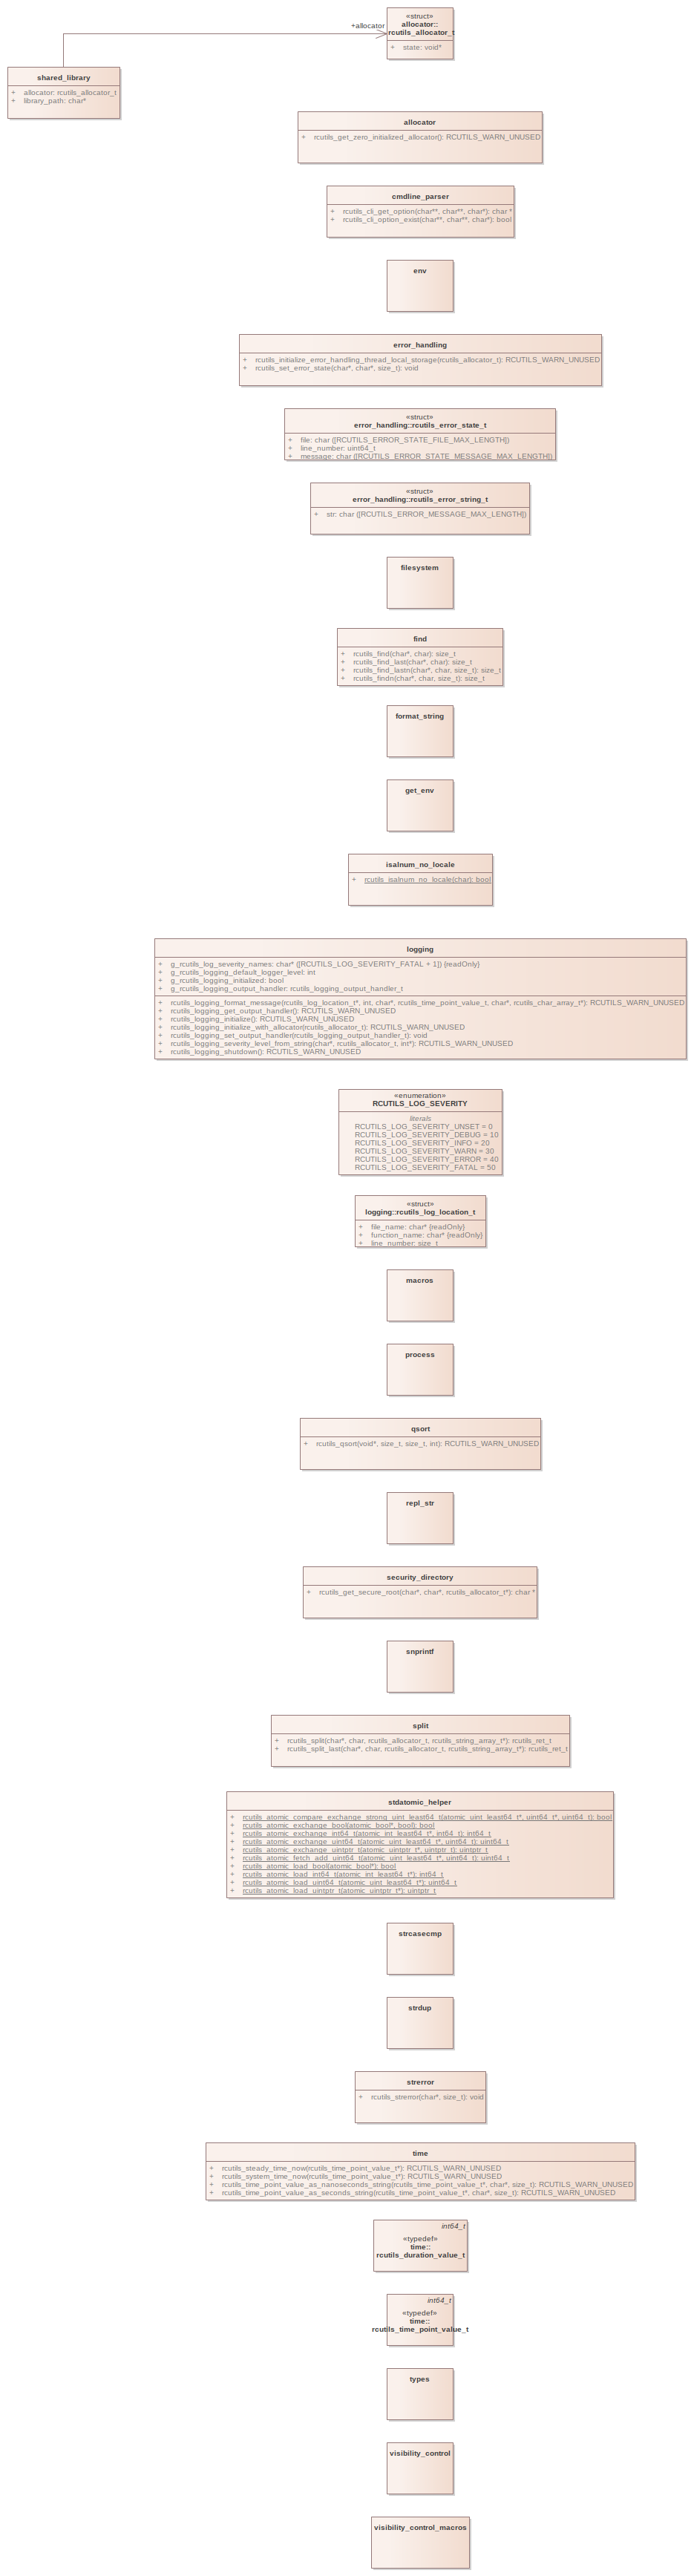 +allocator
«struct»
allocator::
rcutils_allocator_t
+ state: void*
shared_library
+ allocator: rcutils_allocator_t
+ library_path: char*
allocator
+ rcutils_get_zero_initialized_allocator(): RCUTILS_WARN_UNUSED
cmdline_parser
+ rcutils_cli_get_option(char**, char**, char*): char *
+ rcutils_cli_option_exist(char**, char**, char*): bool
env
error_handling
+ rcutils_initialize_error_handling_thread_local_storage(rcutils_allocator_t): RCUTILS_WARN_UNUSED
+ rcutils_set_error_state(char*, char*, size_t): void
«struct»
error_handling::rcutils_error_state_t
+ file: char ([RCUTILS_ERROR_STATE_FILE_MAX_LENGTH])
+ line_number: uint64_t
+ message: char ([RCUTILS_ERROR_STATE_MESSAGE_MAX_LENGTH])
«struct»
error_handling::rcutils_error_string_t
+ str: char ([RCUTILS_ERROR_MESSAGE_MAX_LENGTH])
filesystem
find
+ rcutils_find(char*, char): size_t
+ rcutils_find_last(char*, char): size_t
+ rcutils_find_lastn(char*, char, size_t): size_t
+ rcutils_findn(char*, char, size_t): size_t
format_string
get_env
isalnum_no_locale
+ rcutils_isalnum_no_locale(char): bool
logging
+ g_rcutils_log_severity_names: char* ([RCUTILS_LOG_SEVERITY_FATAL + 1]) {readOnly}
+ g_rcutils_logging_default_logger_level: int
+ g_rcutils_logging_initialized: bool
+ g_rcutils_logging_output_handler: rcutils_logging_output_handler_t
+ rcutils_logging_format_message(rcutils_log_location_t*, int, char*, rcutils_time_point_value_t, char*, rcutils_char_array_t*): RCUTILS_WARN_UNUSED
+ rcutils_logging_get_output_handler(): RCUTILS_WARN_UNUSED
+ rcutils_logging_initialize(): RCUTILS_WARN_UNUSED
+ rcutils_logging_initialize_with_allocator(rcutils_allocator_t): RCUTILS_WARN_UNUSED
+ rcutils_logging_set_output_handler(rcutils_logging_output_handler_t): void
+ rcutils_logging_severity_level_from_string(char*, rcutils_allocator_t, int*): RCUTILS_WARN_UNUSED
+ rcutils_logging_shutdown(): RCUTILS_WARN_UNUSED
«enumeration»
RCUTILS_LOG_SEVERITY
literals
RCUTILS_LOG_SEVERITY_UNSET = 0
RCUTILS_LOG_SEVERITY_DEBUG = 10
RCUTILS_LOG_SEVERITY_INFO = 20
RCUTILS_LOG_SEVERITY_WARN = 30
RCUTILS_LOG_SEVERITY_ERROR = 40
RCUTILS_LOG_SEVERITY_FATAL = 50
«struct»
logging::rcutils_log_location_t
+ file_name: char* {readOnly}
+ function_name: char* {readOnly}
+ line_number: size_t
macros
process
qsort
+ rcutils_qsort(void*, size_t, size_t, int): RCUTILS_WARN_UNUSED
repl_str
security_directory
+ rcutils_get_secure_root(char*, char*, rcutils_allocator_t*): char *
snprintf
split
+ rcutils_split(char*, char, rcutils_allocator_t, rcutils_string_array_t*): rcutils_ret_t
+ rcutils_split_last(char*, char, rcutils_allocator_t, rcutils_string_array_t*): rcutils_ret_t
stdatomic_helper
+ rcutils_atomic_compare_exchange_strong_uint_least64_t(atomic_uint_least64_t*, uint64_t*, uint64_t): bool
+ rcutils_atomic_exchange_bool(atomic_bool*, bool): bool
+ rcutils_atomic_exchange_int64_t(atomic_int_least64_t*, int64_t): int64_t
+ rcutils_atomic_exchange_uint64_t(atomic_uint_least64_t*, uint64_t): uint64_t
+ rcutils_atomic_exchange_uintptr_t(atomic_uintptr_t*, uintptr_t): uintptr_t
+ rcutils_atomic_fetch_add_uint64_t(atomic_uint_least64_t*, uint64_t): uint64_t
+ rcutils_atomic_load_bool(atomic_bool*): bool
+ rcutils_atomic_load_int64_t(atomic_int_least64_t*): int64_t
+ rcutils_atomic_load_uint64_t(atomic_uint_least64_t*): uint64_t
+ rcutils_atomic_load_uintptr_t(atomic_uintptr_t*): uintptr_t
strcasecmp
strdup
strerror
+ rcutils_strerror(char*, size_t): void
time
+ rcutils_steady_time_now(rcutils_time_point_value_t*): RCUTILS_WARN_UNUSED
+ rcutils_system_time_now(rcutils_time_point_value_t*): RCUTILS_WARN_UNUSED
+ rcutils_time_point_value_as_nanoseconds_string(rcutils_time_point_value_t*, char*, size_t): RCUTILS_WARN_UNUSED
+ rcutils_time_point_value_as_seconds_string(rcutils_time_point_value_t*, char*, size_t): RCUTILS_WARN_UNUSED
int64_t
«typedef»
time::
rcutils_duration_value_t
int64_t
«typedef»
time::
rcutils_time_point_value_t
types
visibility_control
visibility_control_macros